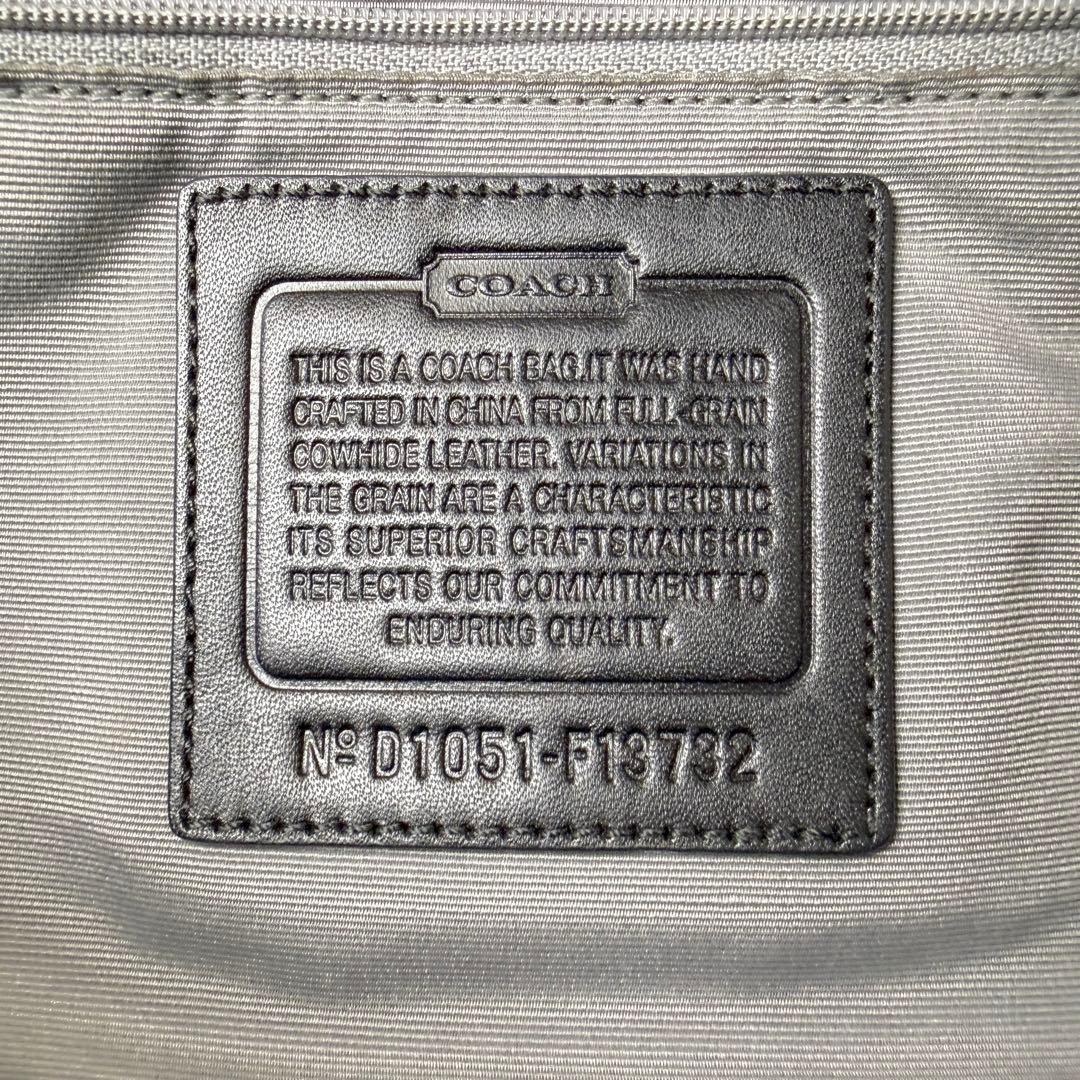 COACH
THIS IS A COACH BAG.IT WAS HAND
CRAFTED IN CHINA FROM FULL-GRAIN
COWHIDE LEATHER. VARIATIONS IN
THE GRAIN ARE A CHARACTERISTIC
ITS SUPERIOR CRAFTSMANSHIP
REFLECTS OUR COMMITMENT TO
ENDURING QUALITY.
Nº D1051-F13732